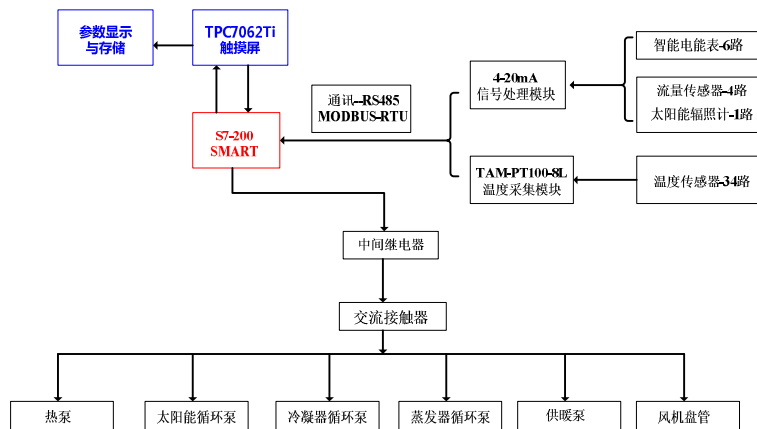 参数显示
与存储
TPC7062Ti
触摸屏
智能电能表-6路
4-20mA
信号处理模块
流量传感器-4路
太阳能辐照计-1路
通讯--RS485
MODBUS-RTU
S7-200
SMART
TAM-PT100-8L
温度采集模块
温度传感器-34路
中间继电器
交流接触器
热泵
太阳能循环泵
冷凝器循环泵
蒸发器循环泵
供暖泵
风机盘管